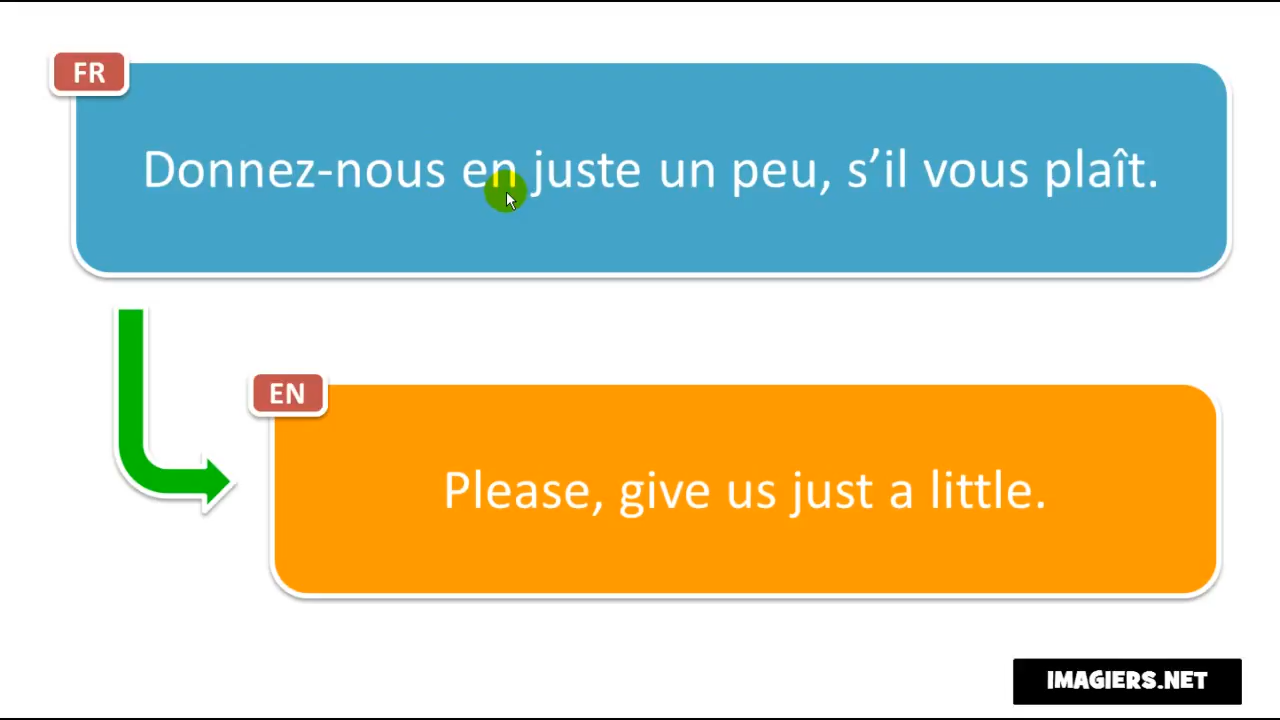 FR
Donnez-nous en juste un peu, s’il vous plaît.
EN
Please, give us just a little.
IMAGIERS.NET